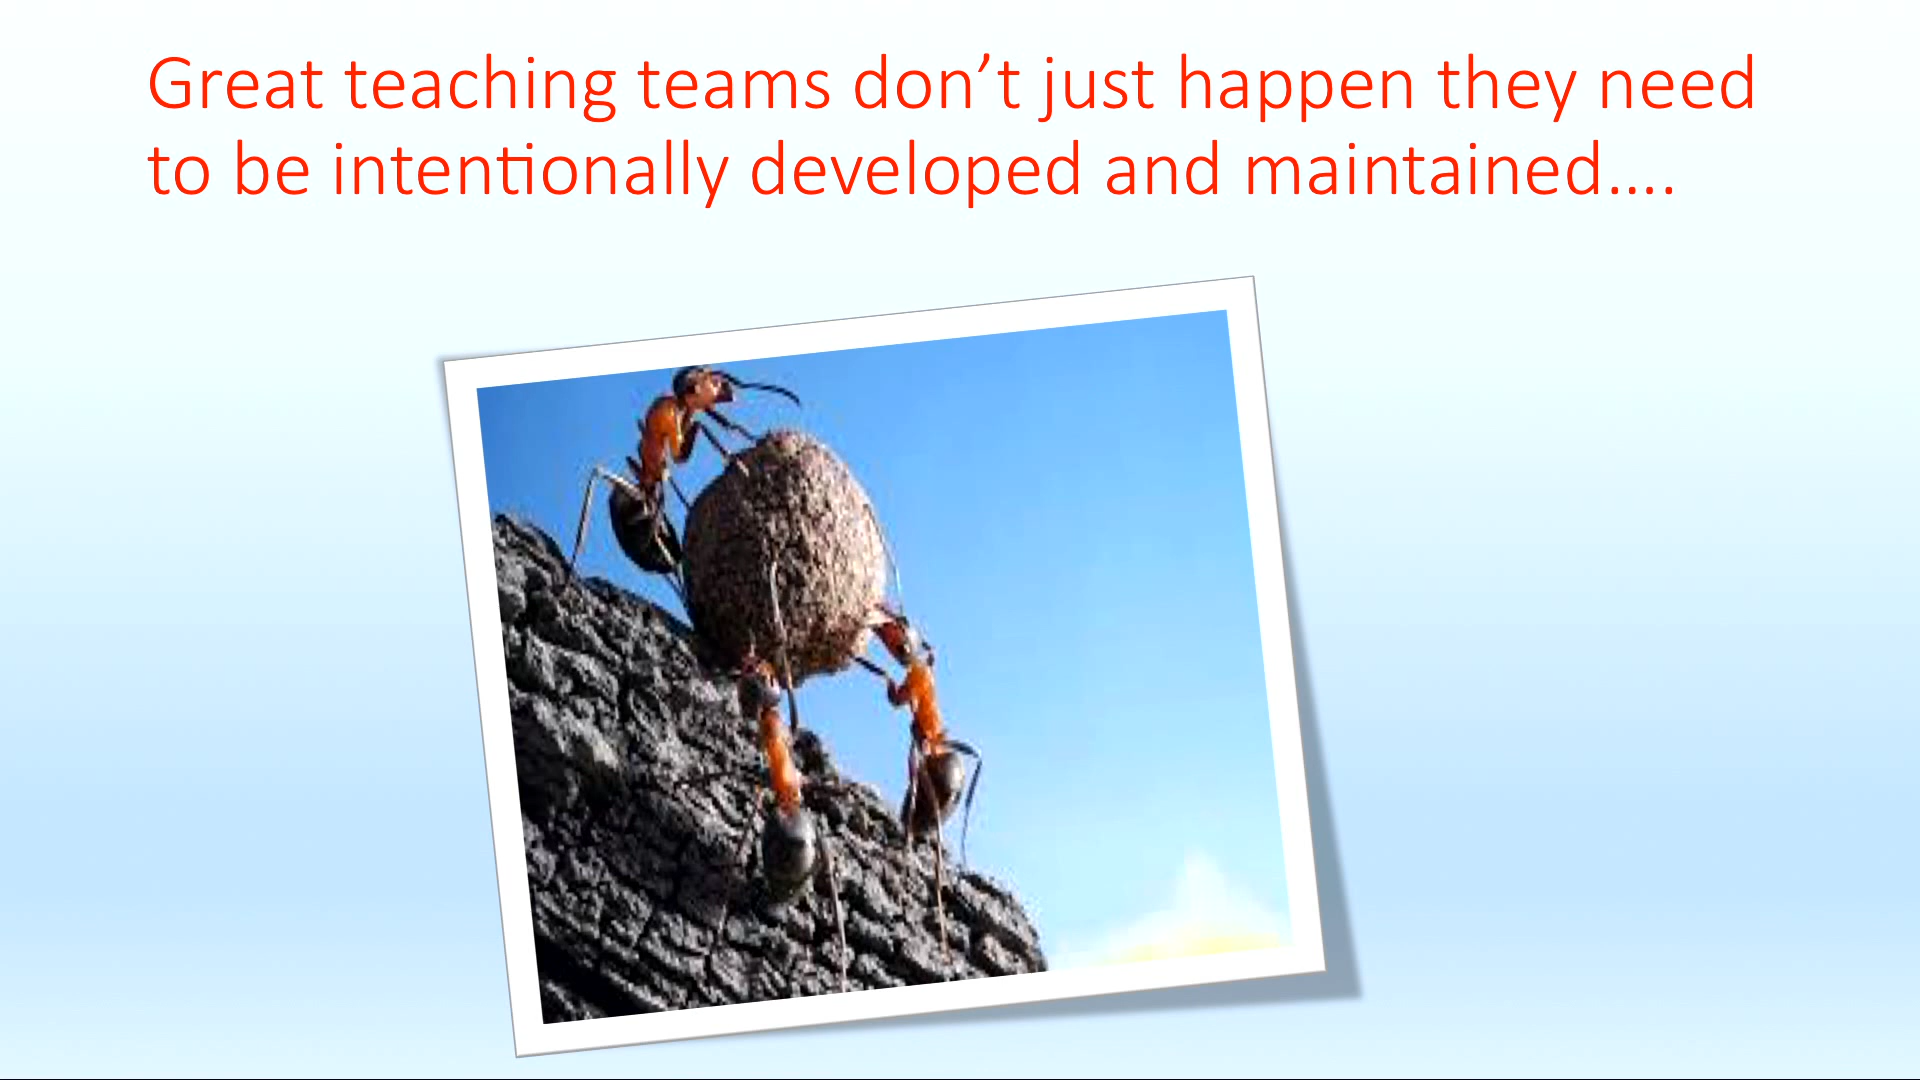 Great teaching teams don’t just happen they need
to be intentionally developed and maintained....